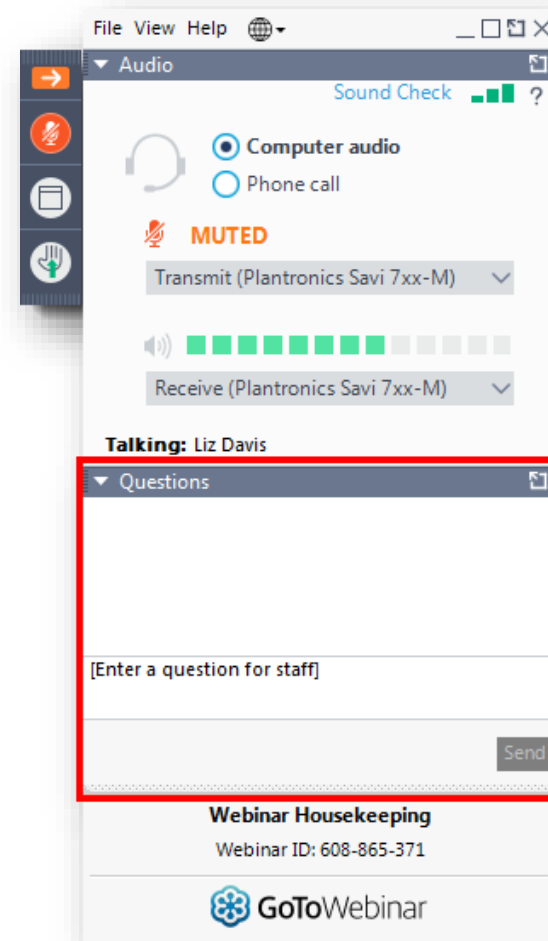 File View Help
Audio
Sound Check ?
Computer audio
Phone call
MUTED
Transmit (Plantronics Savi 7xx-M)
Receive (Plantronics Savi 7xx-M)
Talking: Liz Davis
Questions
[Enter a question for staff]
Send
Webinar Housekeeping
Webinar ID: 608-865-371
GoToWebinar